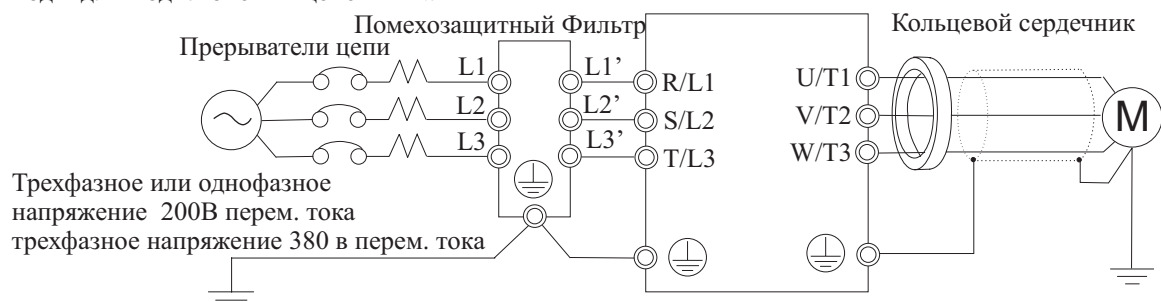 Помехозащитный Фильтр
Кольцевой сердечник
Прерыватели цепи
L1
L1’
R/L1
U/T1
L2
L2’
S/L2
V/T2
M
L3
L3’
T/L3
W/T3
Трехфазное или однофазное
напряжение 200В перем. тока
трехфазное напряжение 380 в перем. тока